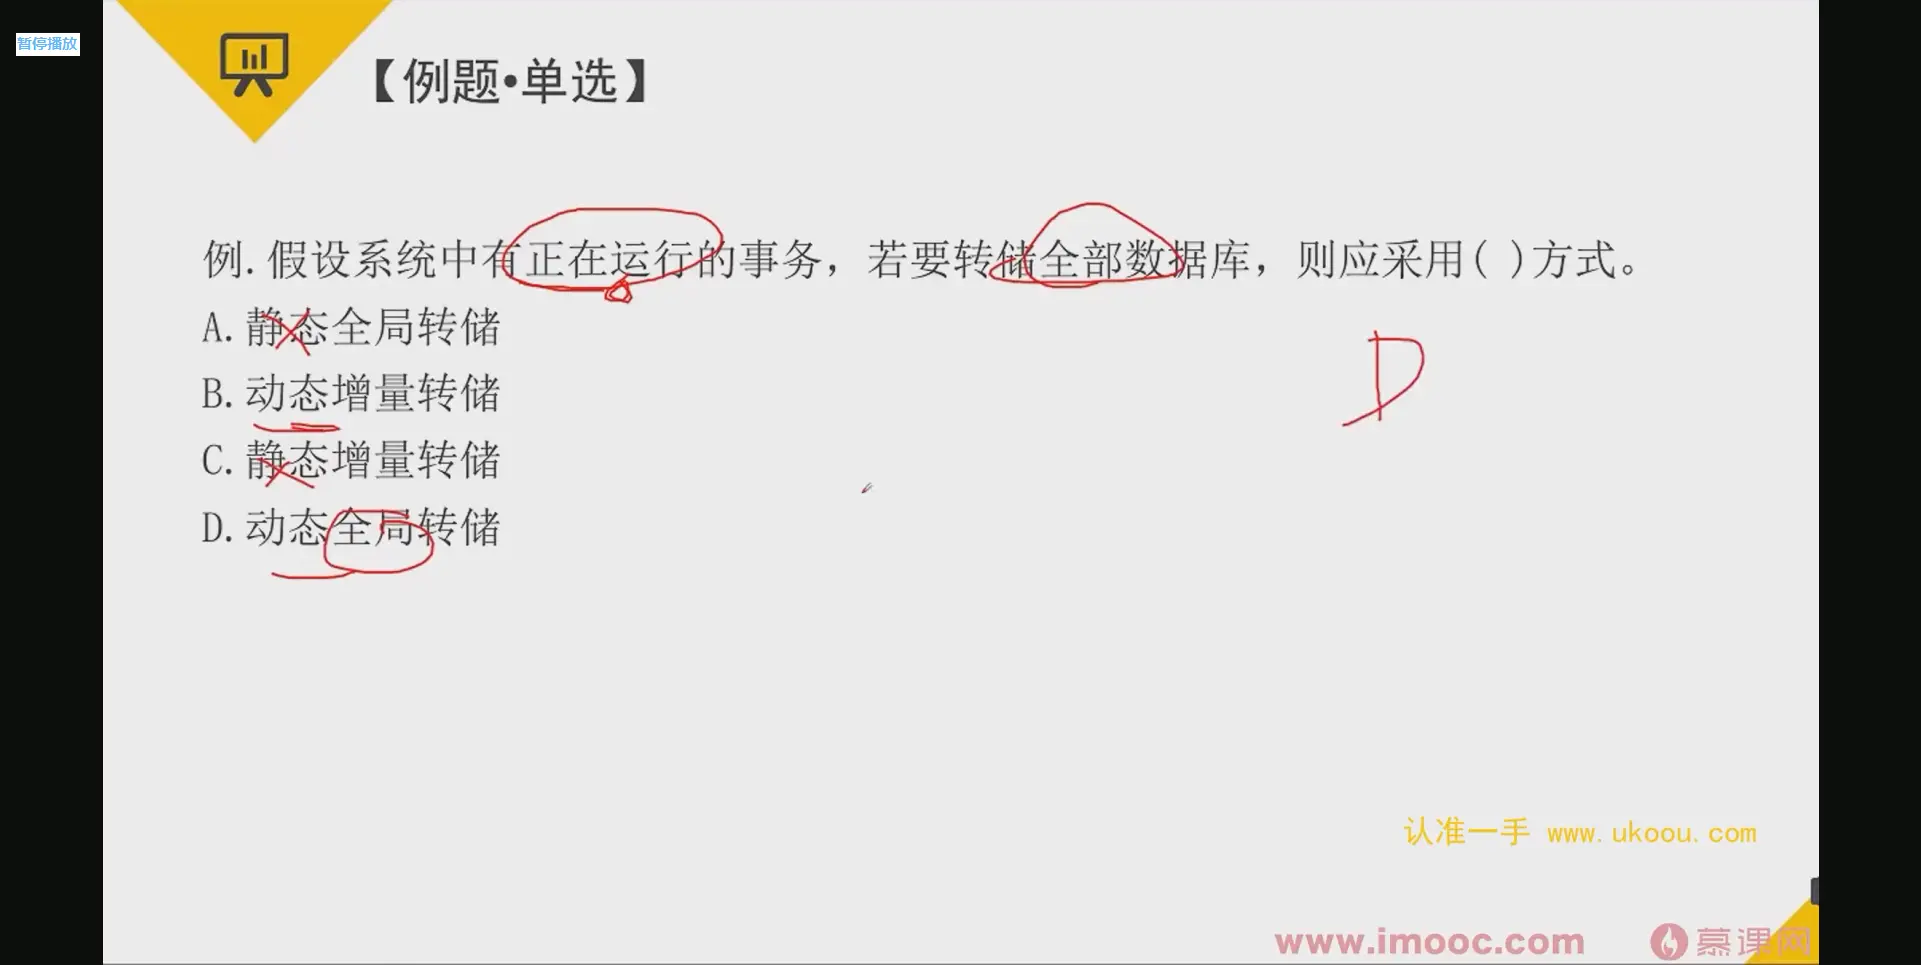 暂停播放
【例题•单选】
例.假设系统中有正在运行的事务，若要转储全部数据库，则应采用( )方式。
A.静态全局转储
B.动态增量转储
C.静态增量转储
D.动态全局转储
D
认准一手 www.ukoou.com
www.imooc.com 慕课网